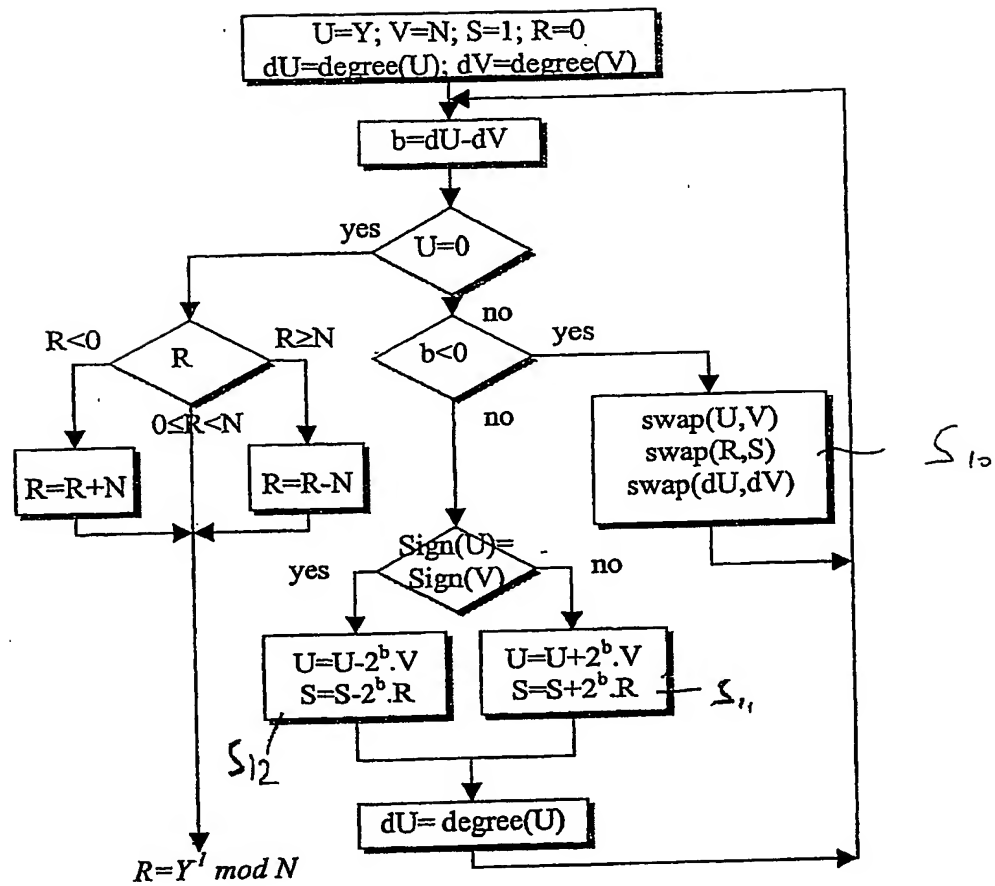 U=Y; V=N; S=1; R=0
dU=degree(U); dV=degree(V)
b=dU-dV
yes
U=0
no
R<0
R
R≥N
b<0
yes
0≤R<N
no
swap(U,V)
swap(R,S)
swap(dU,dV)
S10
R=R+N
R=R-N
Sign(U)=
Sign(V)
yes
no
U=U-2^b.V
S=S-2^b.R
U=U+2^b.V
S=S+2^b.R
S11
S12
dU= degree(U)
R=Y^1 mod N